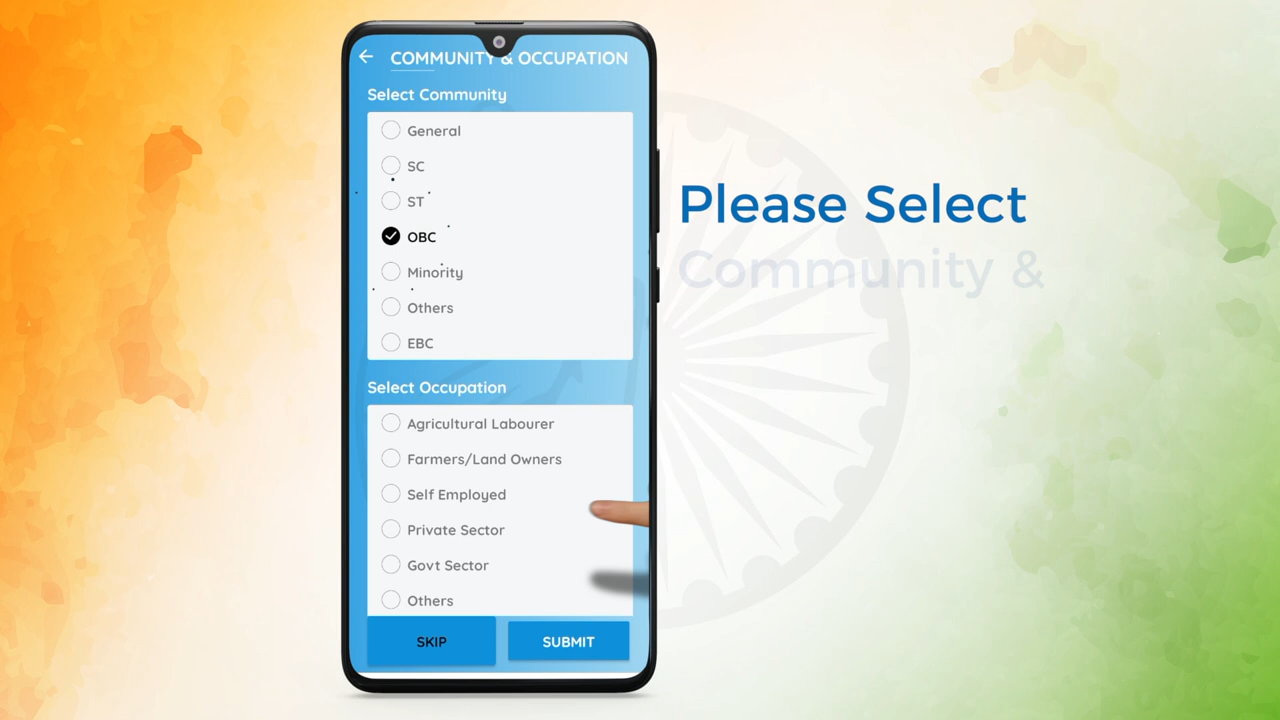 COMMUNITY & OCCUPATION
Select Community
General
SC
ST
OBC
Minority
Others
EBC
Select Occupation
Agricultural Labourer
Farmers/Land Owners
Self Employed
Private Sector
Govt Sector
Others
SKIP
SUBMIT
Please Select
Community &